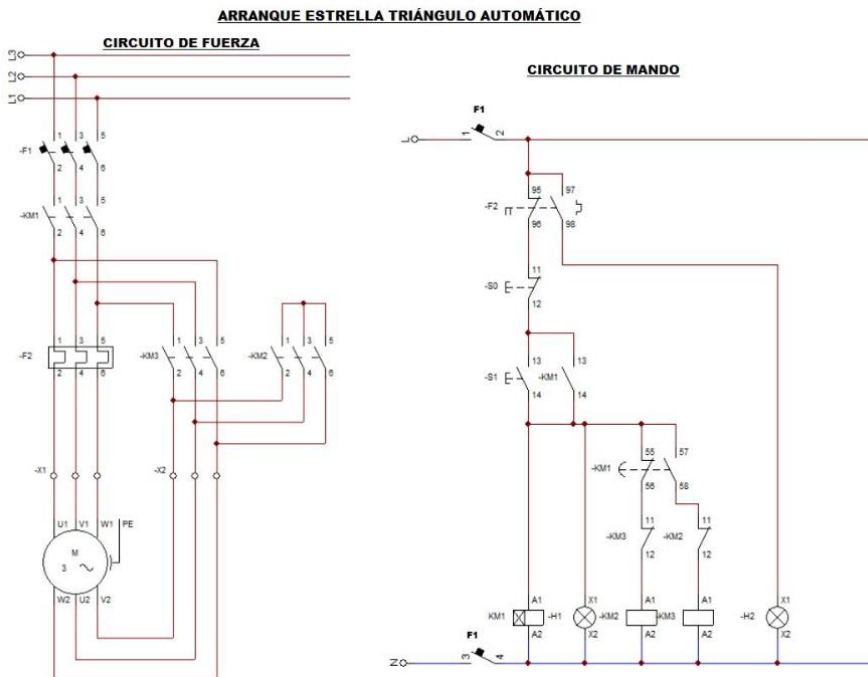 ARRANQUE ESTRELLA TRIÁNGULO AUTOMÁTICO
CIRCUITO DE FUERZA
CIRCUITO DE MANDO
L3
L2
L1
-F1
1 3 5
2 4 6
-KM1
1 3 5
2 4 6
-F2
1 3 5
2 4 6
-KM3
1 3 5
2 4 6
-KM2
1 3 5
2 4 6
-X1
-X2
U1 V1 W1 PE
M
3
W2 U2 V2
L
F1
1 2
-F2
95 97
96 98
-S0
11
12
-S1
13
14
-KM1
13
14
-KM1
55 57
56 58
-KM3
11
12
-KM2
11
12
KM1
A1
A2
-H1
X1
X2
-KM2
A1
A2
-KM3
A1
A2
-H2
X1
X2
N
F1
3 4